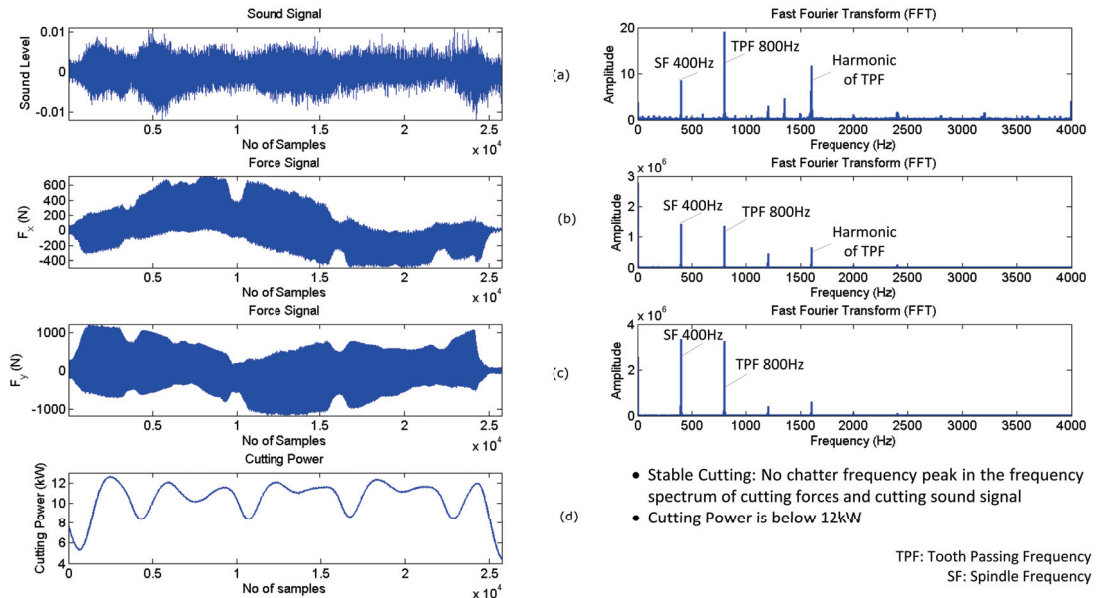 Sound Signal
Sound Level
0.01
0
-0.01
0.5
1
1.5
2
2.5
No of Samples
x 10^4
Fast Fourier Transform (FFT)
Amplitude
20
10
0
SF 400Hz
TPF 800Hz
Harmonic
of TPF
0 500 1000 1500 2000 2500 3000 3500 4000
Frequency (Hz)
(a)
Force Signal
F_x (N)
600
400
200
0
-200
-400
0.5
1
1.5
2
2.5
No of Samples
x 10^4
Fast Fourier Transform (FFT)
x 10^6
Amplitude
3
2
1
0
SF 400Hz
TPF 800Hz
Harmonic
of TPF
0 500 1000 1500 2000 2500 3000 3500 4000
Frequency (Hz)
(b)
Force Signal
F_y (N)
1000
0
-1000
0.5
1
1.5
2
2.5
No of Samples
x 10^4
Fast Fourier Transform (FFT)
x 10^6
Amplitude
4
2
0
SF 400Hz
TPF 800Hz
0 500 1000 1500 2000 2500 3000 3500 4000
Frequency (Hz)
(c)
Cutting Power
Cutting Power (kW)
12
10
8
6
4
0
0.5
1
1.5
2
2.5
No of samples
x 10^4
(d)
• Stable Cutting: No chatter frequency peak in the frequency
spectrum of cutting forces and cutting sound signal
• Cutting Power is below 12kW
TPF: Tooth Passing Frequency
SF: Spindle Frequency